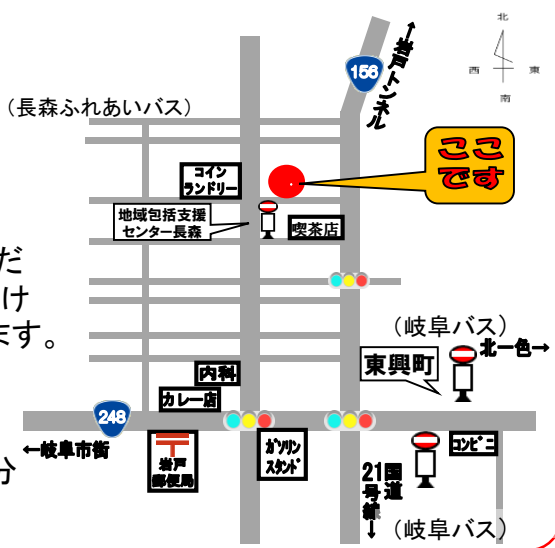 北
西 東
南
156
←岩戸トンネル
（長森ふれあいバス）
ここ
です
コイン
ランドリー
地域包括支援
センター長森
喫茶店
だ
け
ます。
（岐阜バス）
北一色→
東興町
内科
カレー店
248
←岐阜市街
岩戸
郵便局
ガソリン
スタンド
コンビニ
国道
21号線→
分
（岐阜バス）